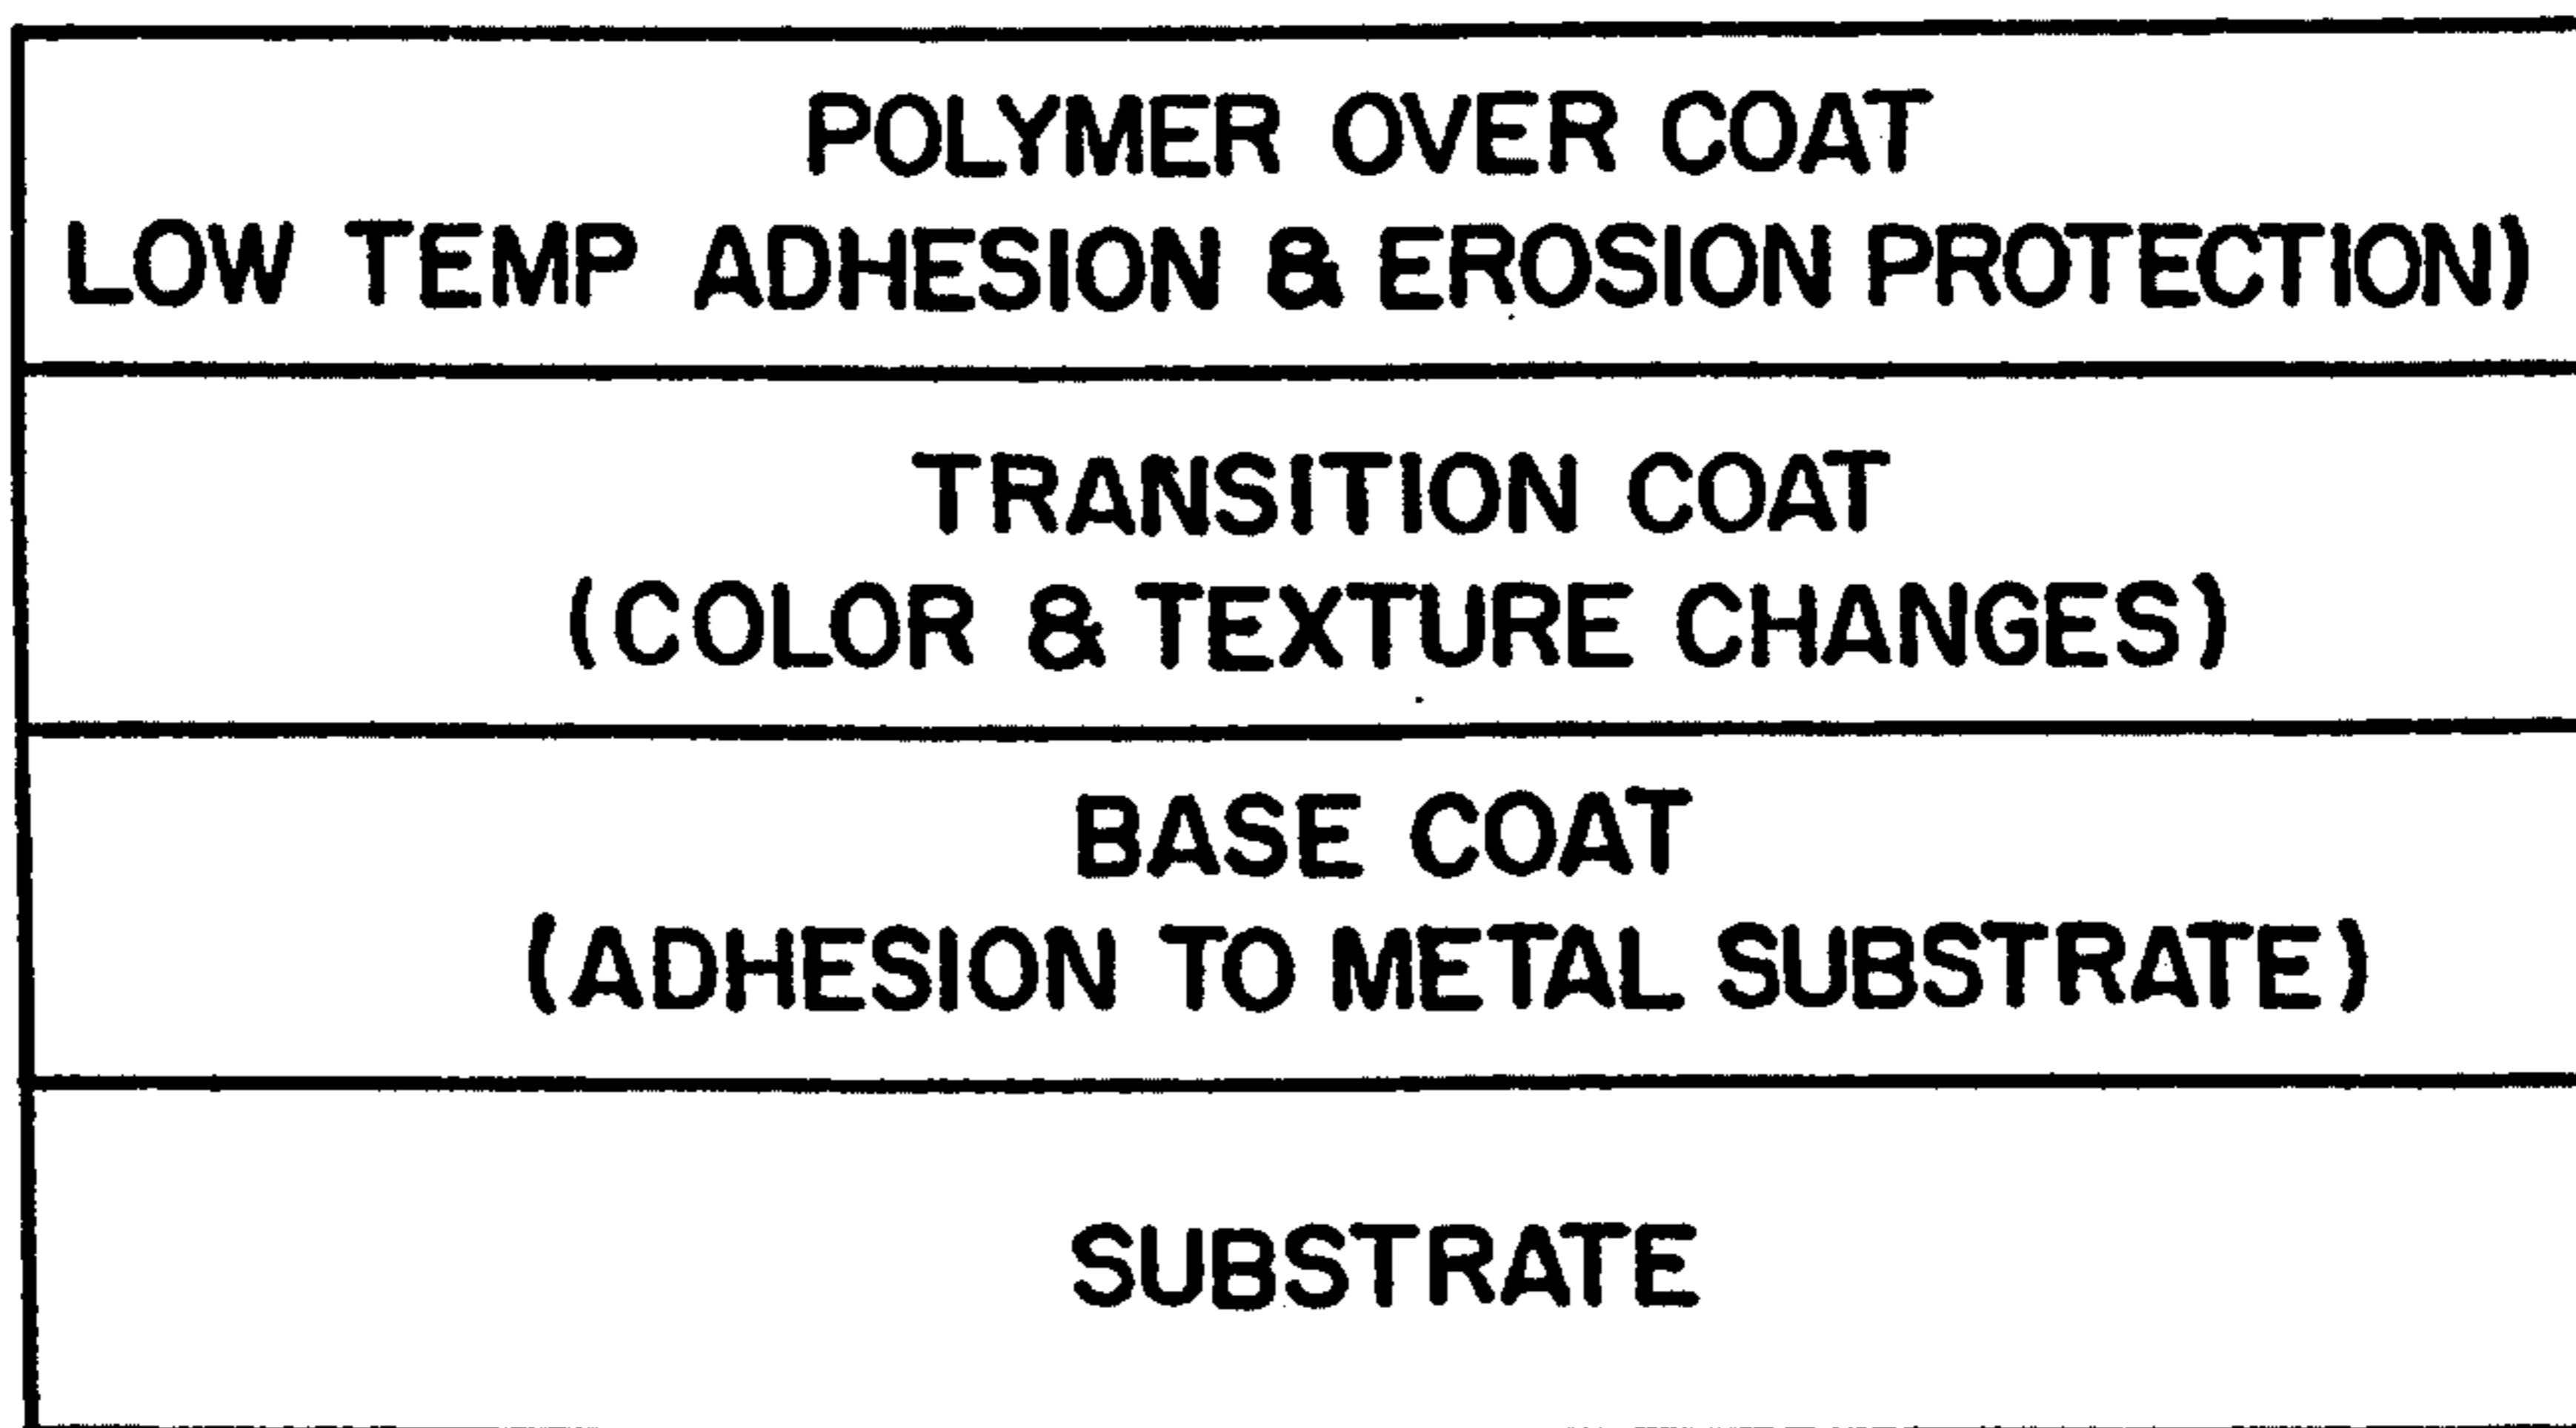 POLYMER OVER COAT
LOW TEMP ADHESION & EROSION PROTECTION)
TRANSITION COAT
(COLOR & TEXTURE CHANGES)
BASE COAT
(ADHESION TO METAL SUBSTRATE)
SUBSTRATE